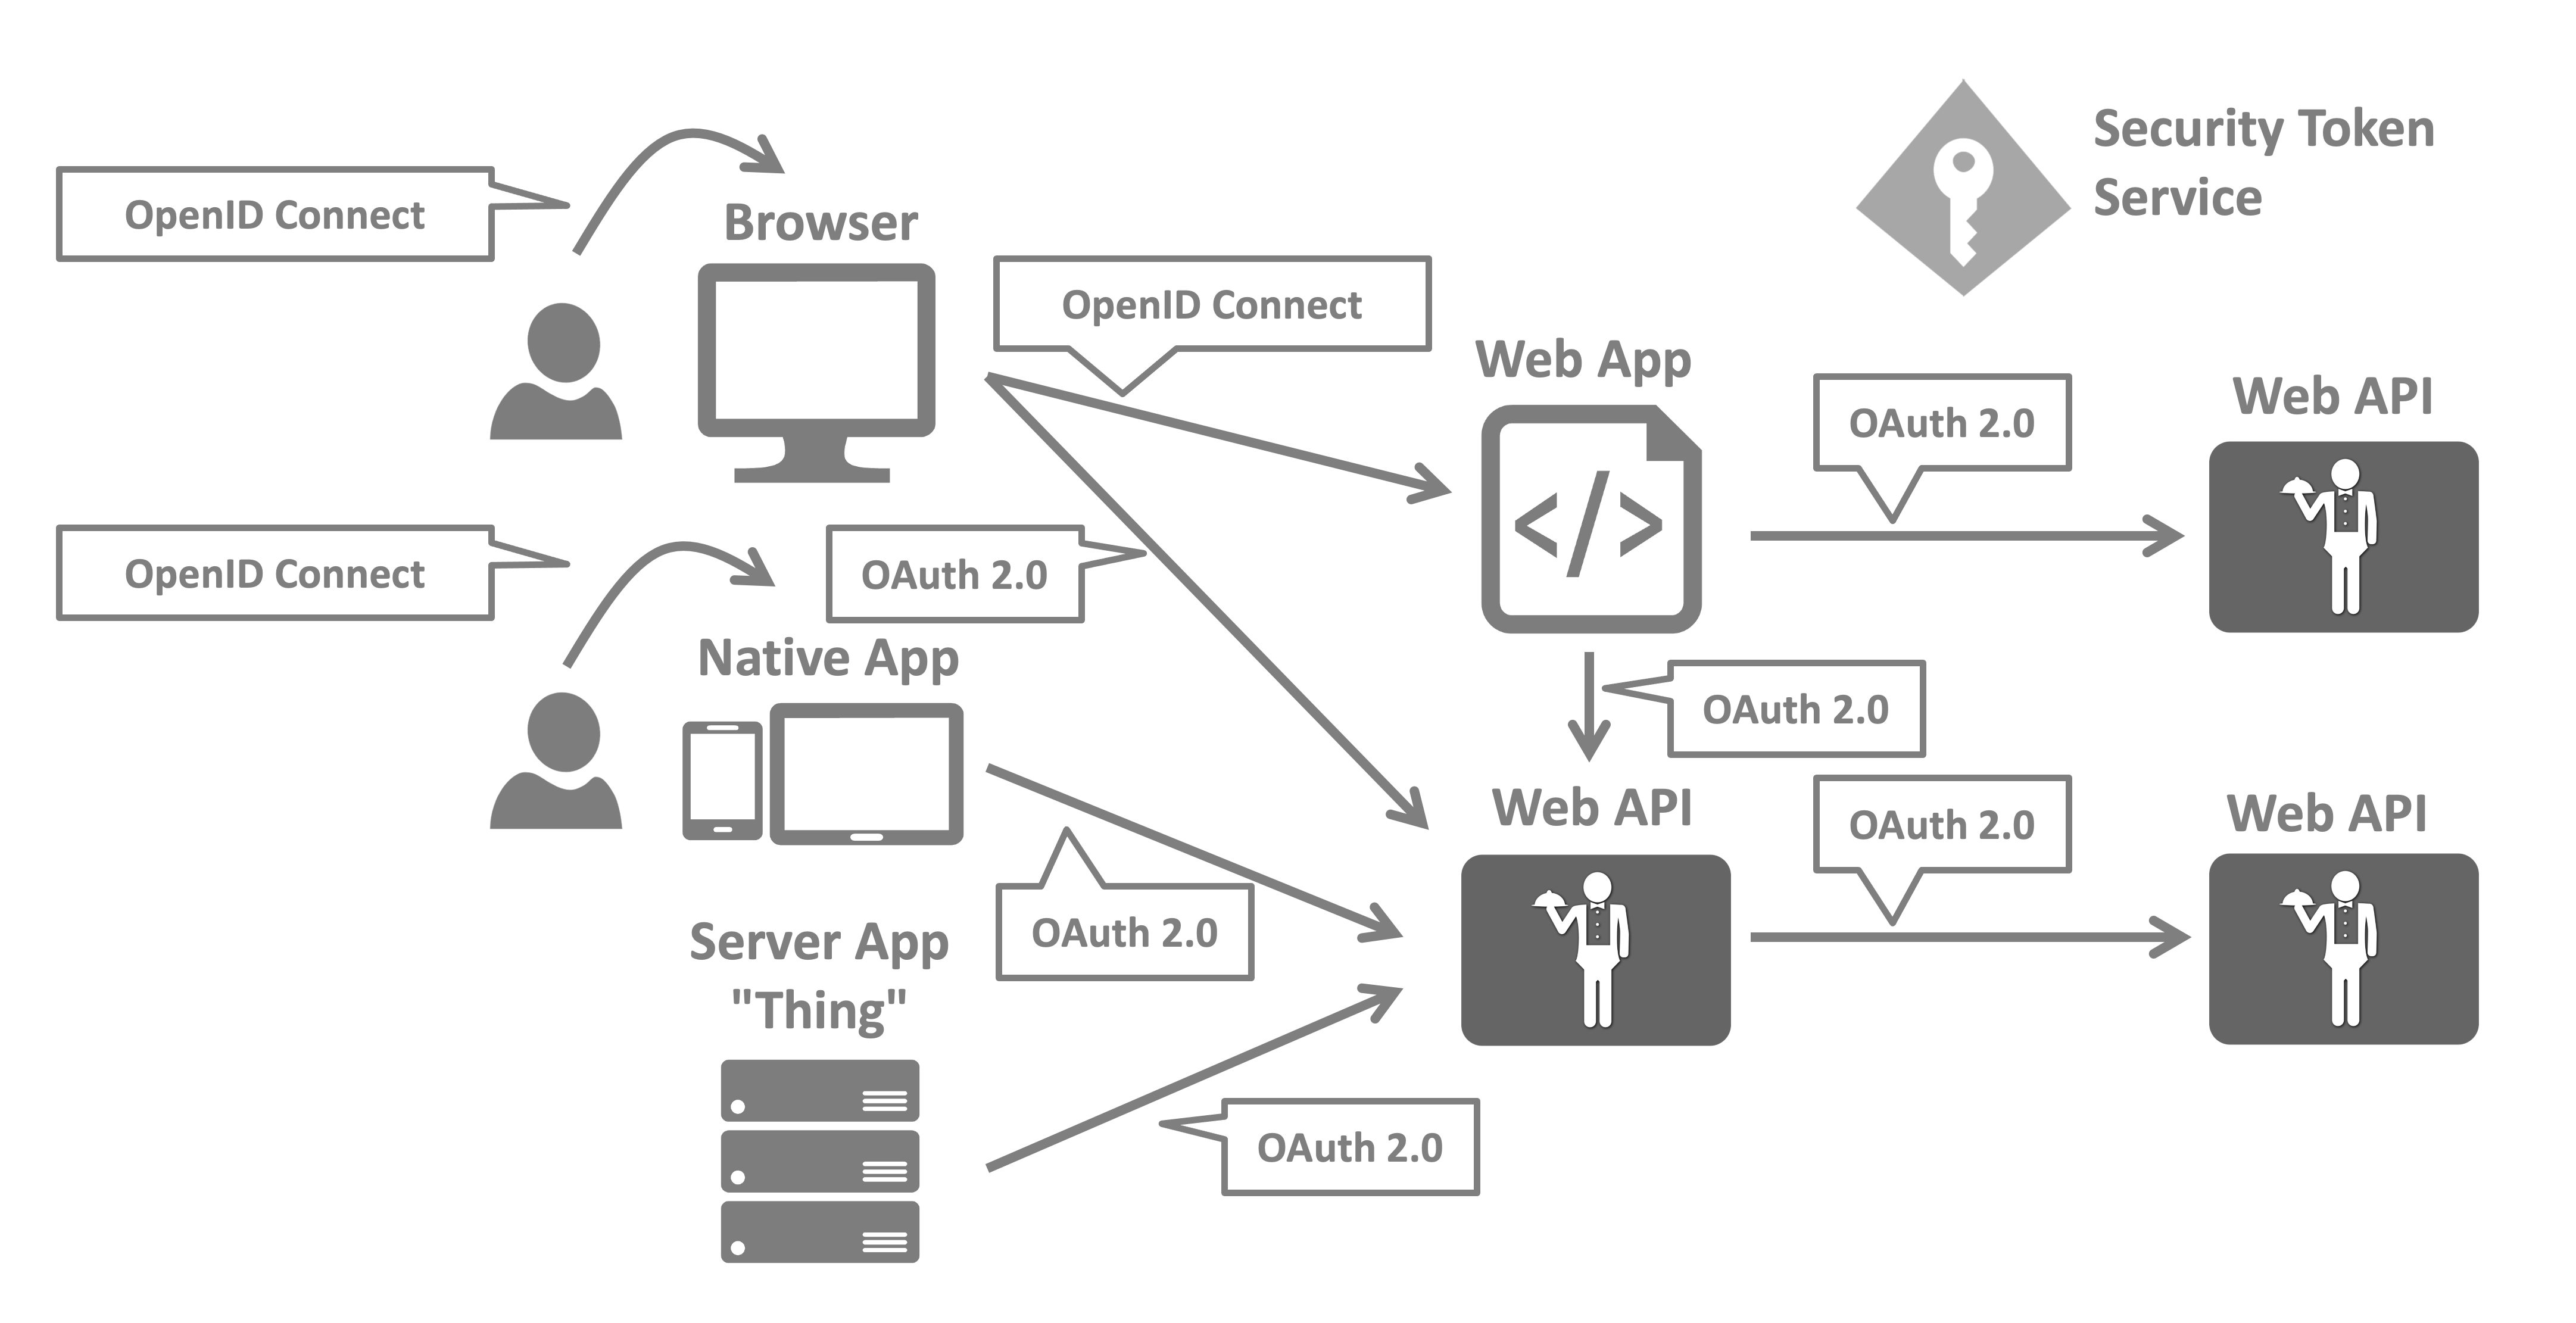 Security Token
Service
OpenID Connect
Browser
OpenID Connect
Web App
OAuth 2.0
Web API
OpenID Connect
OAuth 2.0
Native App
</>
OAuth 2.0
Web API
OAuth 2.0
Web API
Server App
"Thing"
OAuth 2.0
OAuth 2.0